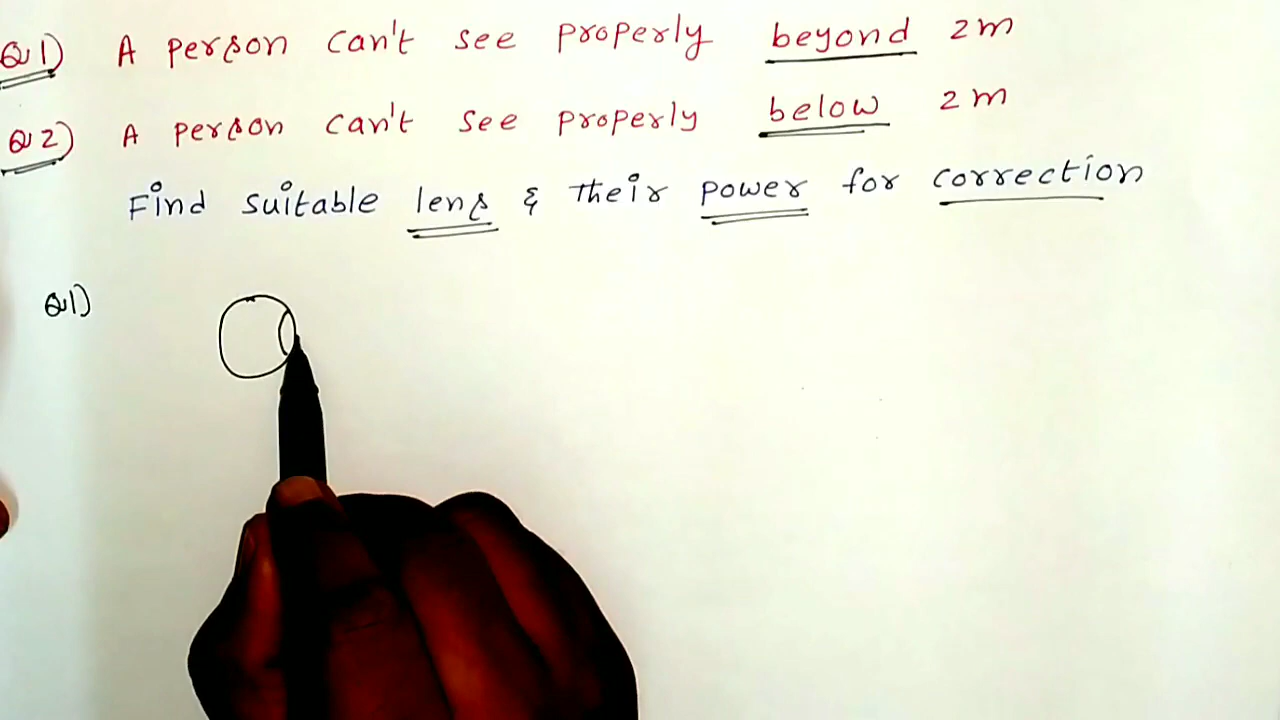 Q1) A person can't see properly beyond 2m
Q2) A person can't see properly below 2m
Find suitable lens & their power for correction
Q1)